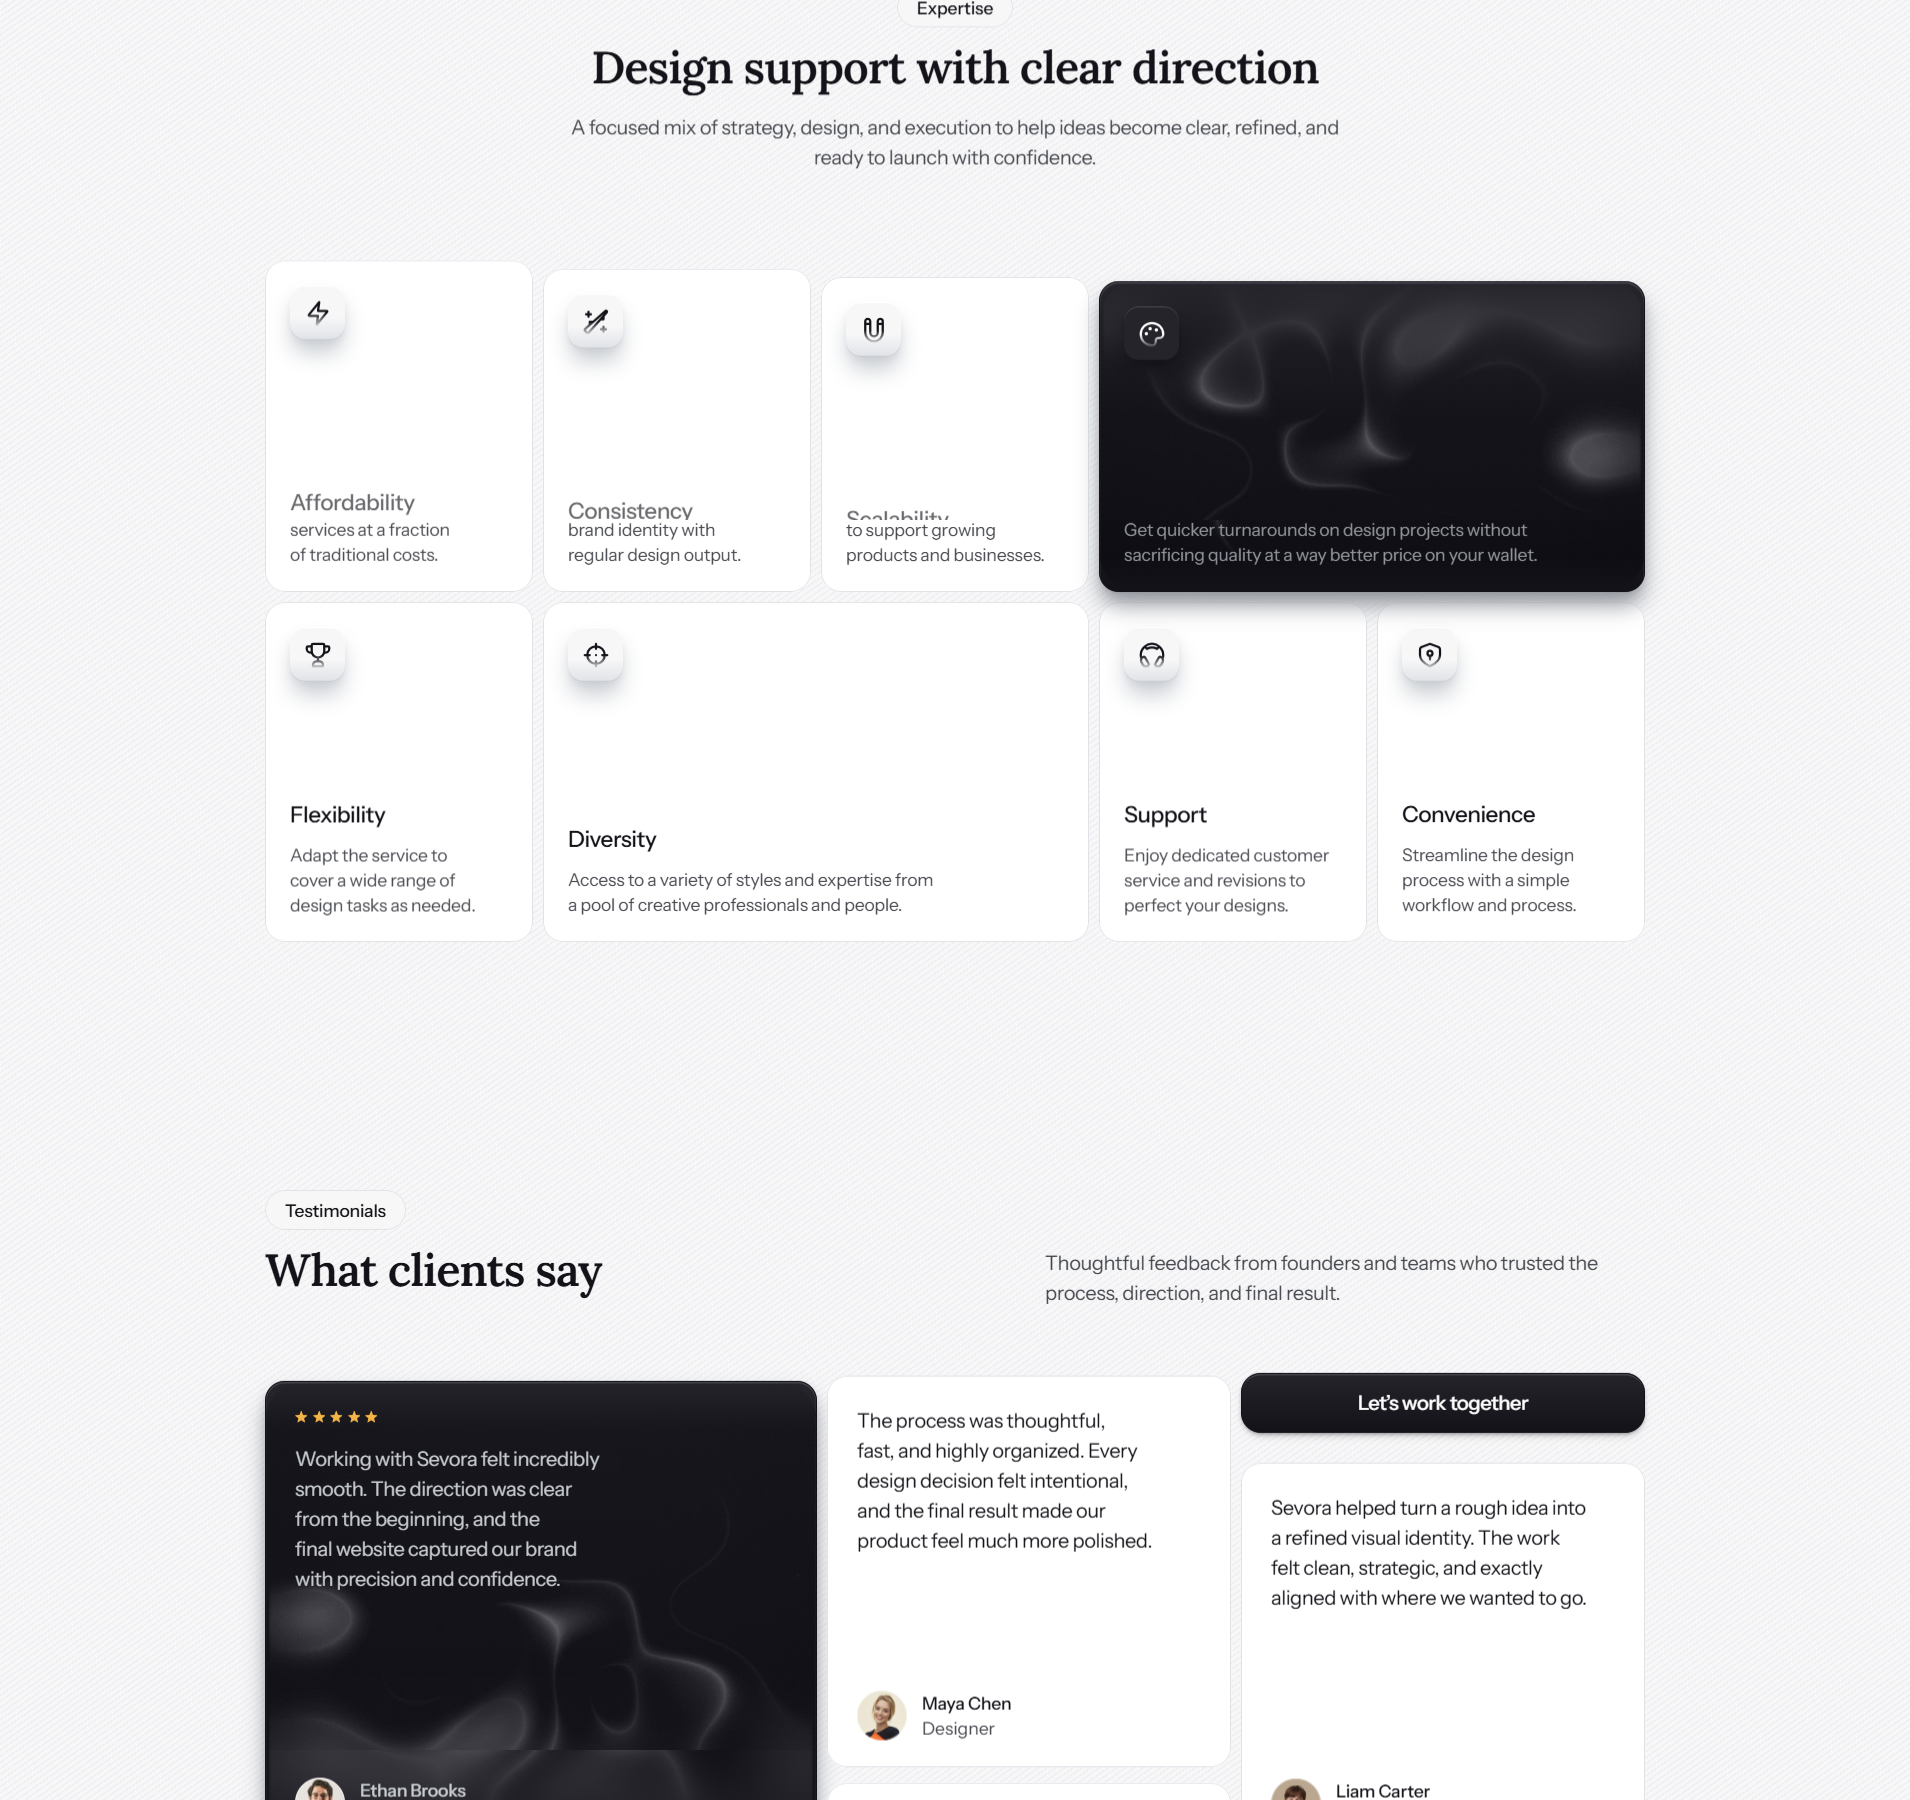 Expertise
Design support with clear direction
A focused mix of strategy, design, and execution to help ideas become clear, refined, and
ready to launch with confidence.
Affordability
services at a fraction
of traditional costs.
Consistency
brand identity with
regular design output.
Scalability
to support growing
products and businesses.
Get quicker turnarounds on design projects without
sacrificing quality at a way better price on your wallet.
Flexibility
Adapt the service to
cover a wide range of
design tasks as needed.
Diversity
Access to a variety of styles and expertise from
a pool of creative professionals and people.
Support
Enjoy dedicated customer
service and revisions to
perfect your designs.
Convenience
Streamline the design
process with a simple
workflow and process.
Testimonials
What clients say
Thoughtful feedback from founders and teams who trusted the
process, direction, and final result.
Working with Sevora felt incredibly
smooth. The direction was clear
from the beginning, and the
final website captured our brand
with precision and confidence.
Ethan Brooks
The process was thoughtful,
fast, and highly organized. Every
design decision felt intentional,
and the final result made our
product feel much more polished.
Maya Chen
Designer
Let’s work together
Sevora helped turn a rough idea into
a refined visual identity. The work
felt clean, strategic, and exactly
aligned with where we wanted to go.
Liam Carter